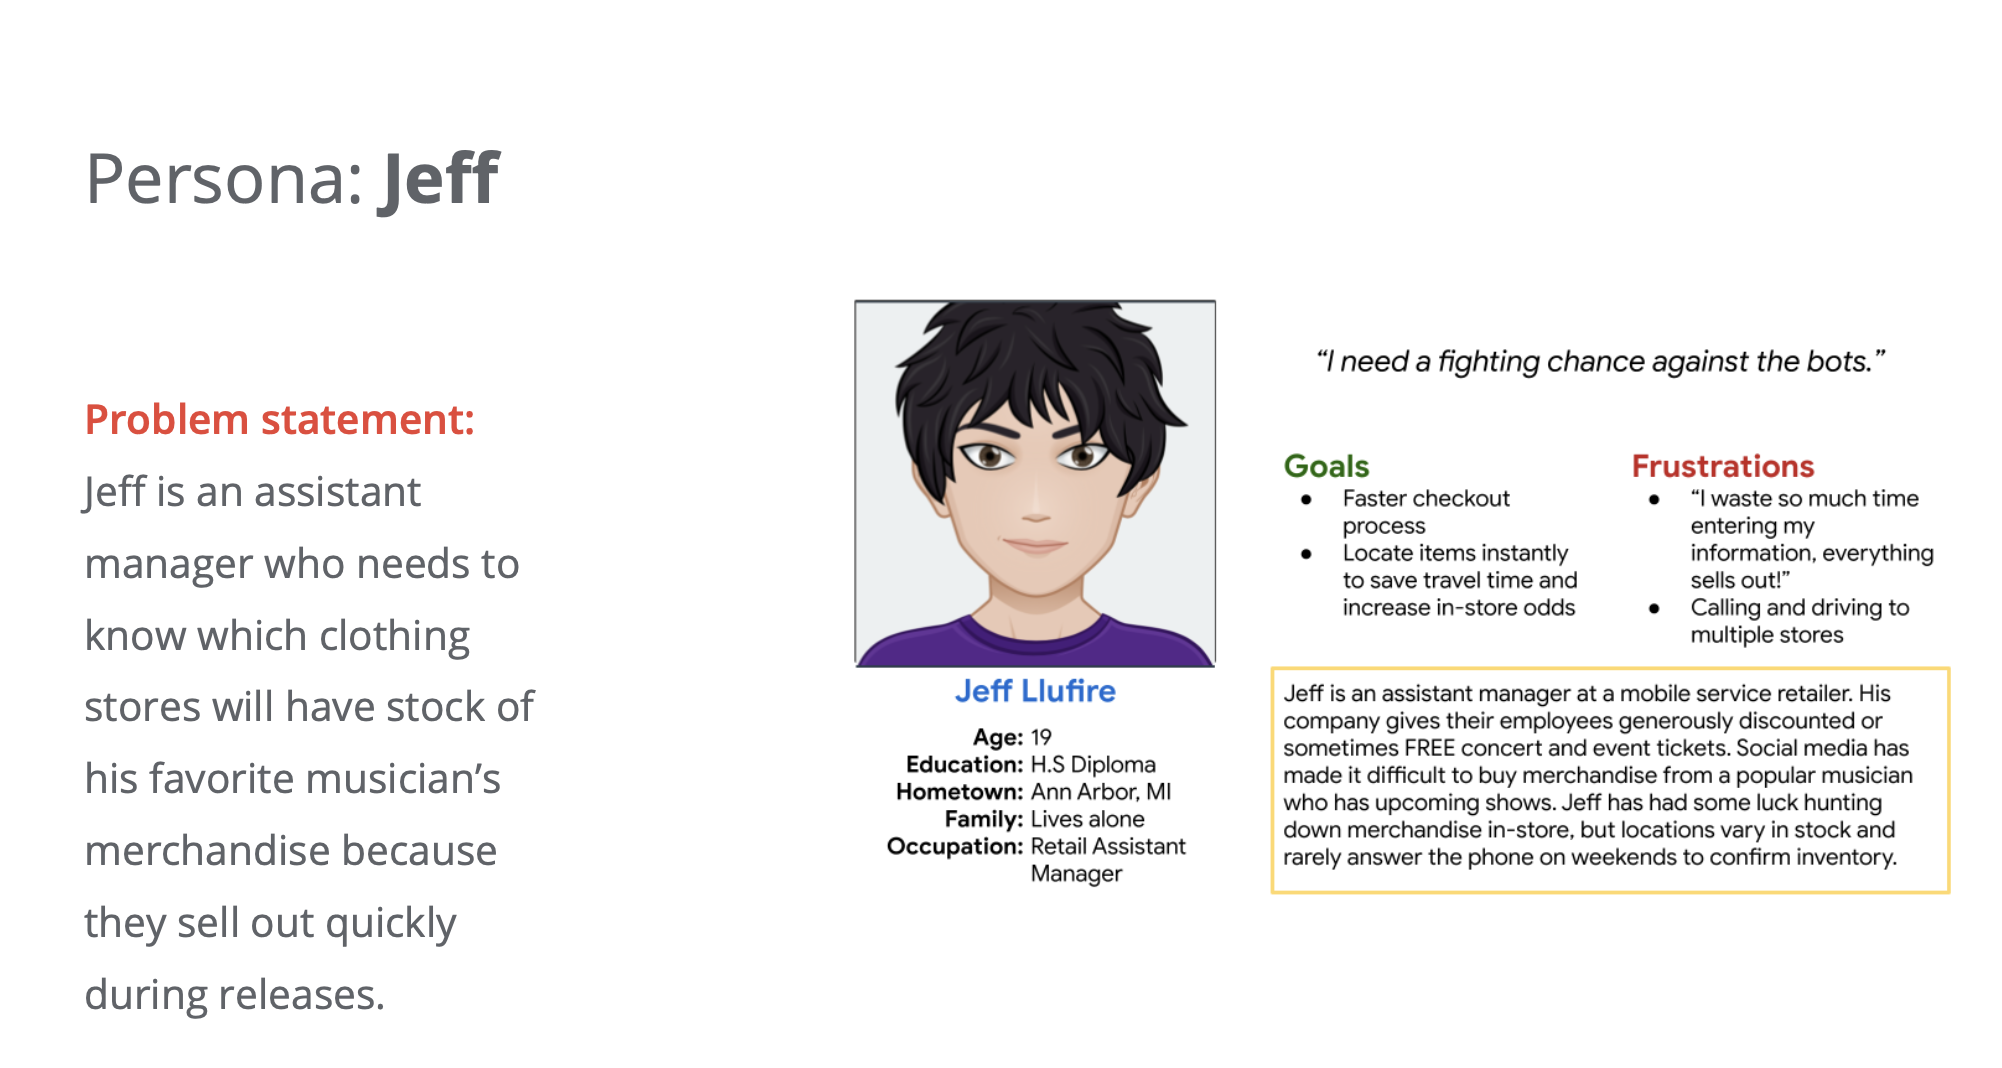 Persona: Jeff
Problem statement:
Jeff is an assistant
manager who needs to
know which clothing
stores will have stock of
his favorite musician’s
merchandise because
they sell out quickly
during releases.
Jeff Llufire
Age: 19
Education: H.S Diploma
Hometown: Ann Arbor, MI
Family: Lives alone
Occupation: Retail Assistant
Manager
“I need a fighting chance against the bots.”
Goals
● Faster checkout
process
● Locate items instantly
to save travel time and
increase in-store odds
Frustrations
● “I waste so much time
entering my
information, everything
sells out!”
● Calling and driving to
multiple stores
Jeff is an assistant manager at a mobile service retailer. His
company gives their employees generously discounted or
sometimes FREE concert and event tickets. Social media has
made it difficult to buy merchandise from a popular musician
who has upcoming shows. Jeff has had some luck hunting
down merchandise in-store, but locations vary in stock and
rarely answer the phone on weekends to confirm inventory.